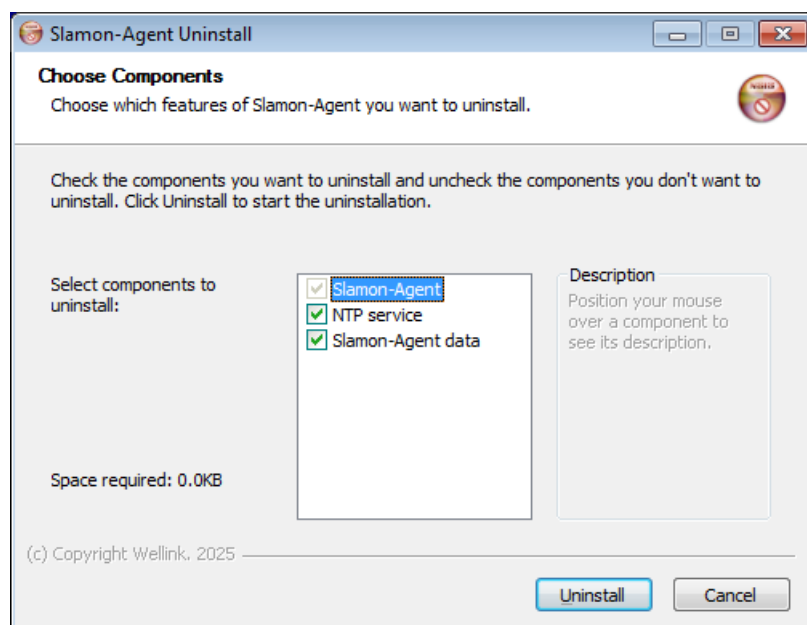 Slamon-Agent Uninstall
Choose Components
Choose which features of Slamon-Agent you want to uninstall.
Check the components you want to uninstall and uncheck the components you don't want to
uninstall. Click Uninstall to start the uninstallation.
Select components to
uninstall:
Slamon-Agent
NTP service
Slamon-Agent data
Description
Position your mouse
over a component to
see its description.
Space required: 0.0KB
(c) Copyright Wellink. 2025
Uninstall
Cancel